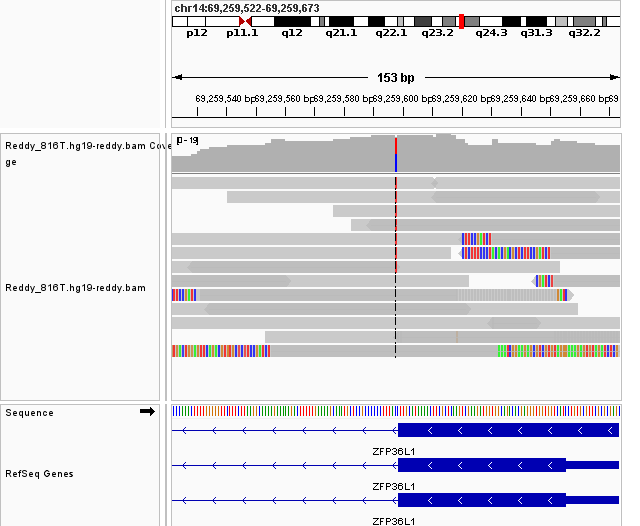 chr14:69,259,522-69,259,673
p12 p11.1 q12 q21.1 q22.1 q23.2 q24.3 q31.3 q32.2
153 bp
69,259,540 bp 69,259,560 bp 69,259,580 bp 69,259,600 bp 69,259,620 bp 69,259,640 bp 69,259,660 bp 69
[0 - 19]
Reddy_816T.hg19-reddy.bam Cove
ge
Reddy_816T.hg19-reddy.bam
Sequence
ZFP36L1
RefSeq Genes
ZFP36L1
ZFP36L1